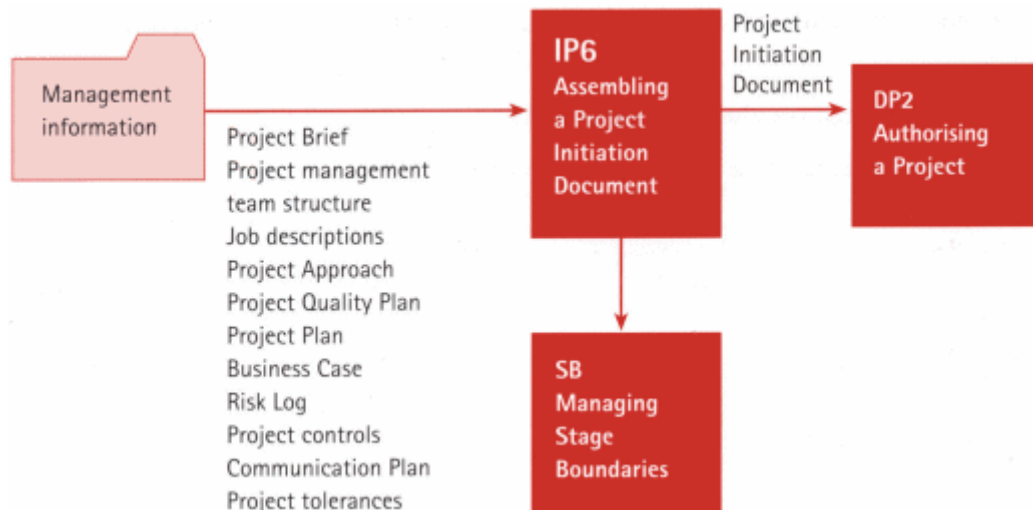 Management
information
Project Brief
Project management
team structure
Job descriptions
Project Approach
Project Quality Plan
Project Plan
Business Case
Risk Log
Project controls
Communication Plan
Project tolerances
IP6
Assembling
a Project
Initiation
Document
Project
Initiation
Document
DP2
Authorising
a Project
SB
Managing
Stage
Boundaries